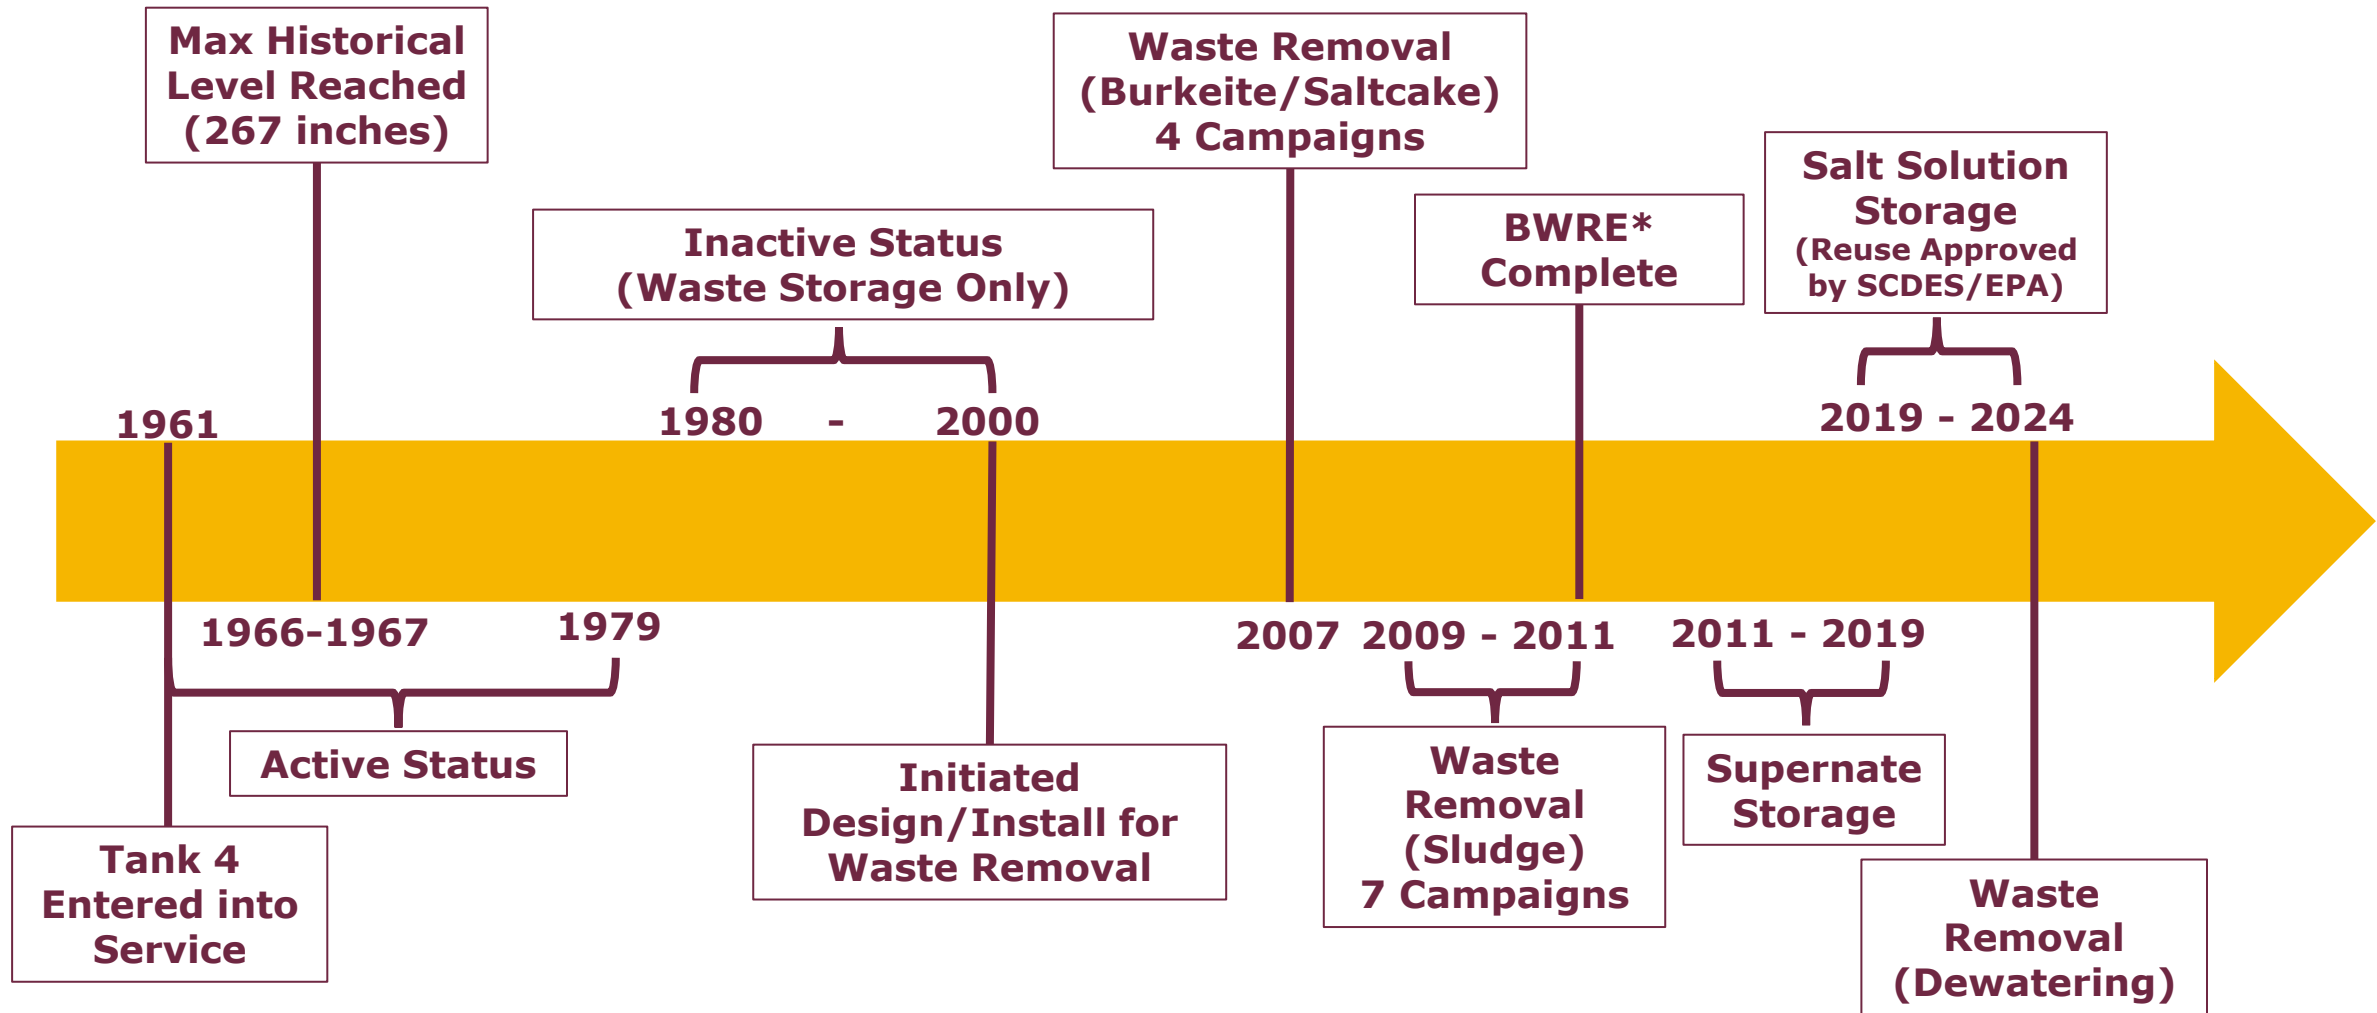 Max Historical
Level Reached
(267 inches)
Waste Removal
(Burkeite/Saltcake)
4 Campaigns
Salt Solution
Storage
(Reuse Approved
by SCDES/EPA)
Inactive Status
(Waste Storage Only)
BWRE*
Complete
1961
1980 - 2000
2019 - 2024
1966-1967
1979
2007
2009 - 2011
2011 - 2019
Active Status
Tank 4
Entered into
Service
Initiated
Design/Install for
Waste Removal
Waste
Removal
(Sludge)
7 Campaigns
Supernate
Storage
Waste
Removal
(Dewatering)